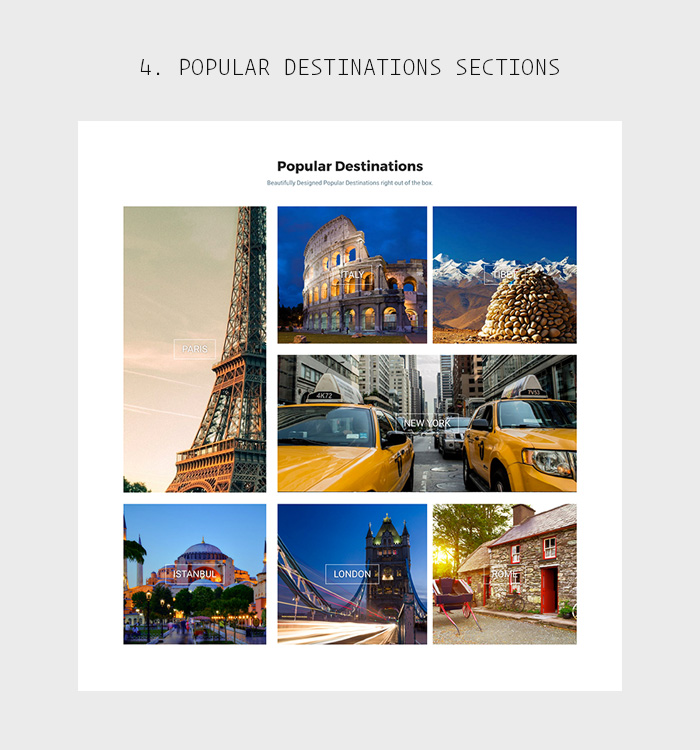 4. POPULAR DESTINATIONS SECTIONS
Popular Destinations
Beautifully Designed Popular Destinations right out of the box.
ITALY
TIBET
PARIS
4K72
7V53
NEW YORK
ISTANBUL
LONDON
ROME